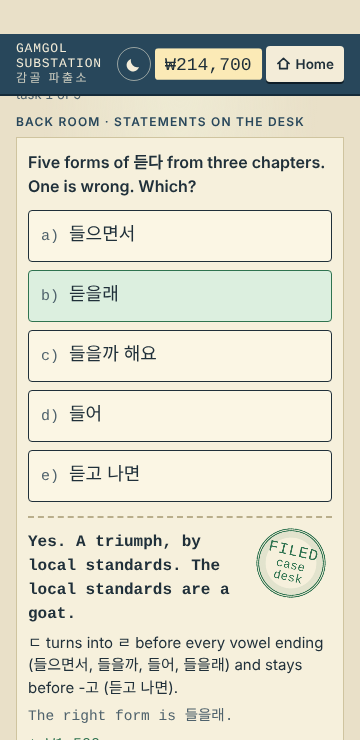 GAMGOL
SUBSTATION
감골 파출소
₩214,700
Home
BACK ROOM · STATEMENTS ON THE DESK
Five forms of 듣다 from three chapters.
One is wrong. Which?
a) 들으면서
b) 듣을래
c) 들을까 해요
d) 들어
e) 듣고 나면
Yes. A triumph, by
local standards. The
local standards are a
goat.
FILED
case
desk
ㄷ turns into ㄹ before every vowel ending
(들으면서, 들을까, 들어, 들을래) and stays
before -고 (듣고 나면).
The right form is 들을래.